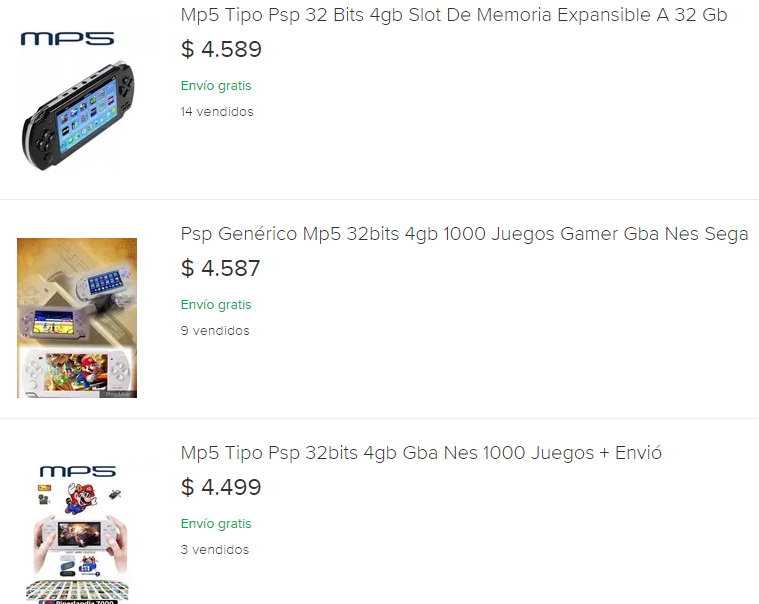 Mp5 Tipo Psp 32 Bits 4gb Slot De Memoria Expansible A 32 Gb
mp5
$ 4.589
Envío gratis
14 vendidos
Psp Genérico Mp5 32bits 4gb 1000 Juegos Gamer Gba Nes Sega
$ 4.587
Envío gratis
9 vendidos
Mp5 Tipo Psp 32bits 4gb Gba Nes 1000 Juegos + Envió
mp5
$ 4.499
Envío gratis
3 vendidos